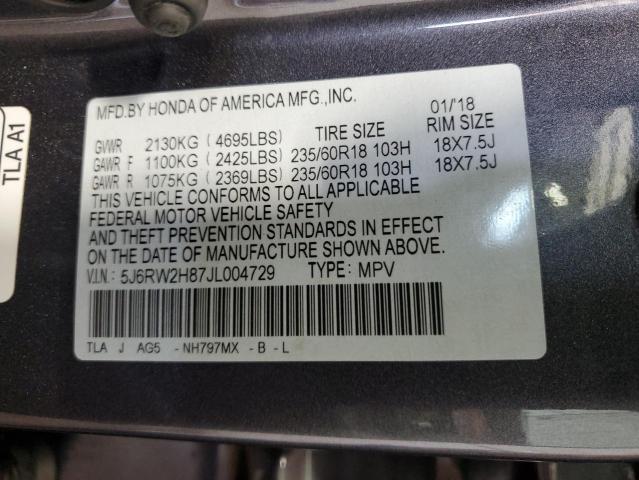 MFD.BY HONDA OF AMERICA MFG.,INC. 01/'18
GVWR 2130KG ( 4695LBS) TIRE SIZE RIM SIZE
GAWR F 1100KG ( 2425LBS) 235/60R18 103H 18X7.5J
GAWR R 1075KG ( 2369LBS) 235/60R18 103H 18X7.5J
THIS VEHICLE CONFORMS TO ALL APPLICABLE
FEDERAL MOTOR VEHICLE SAFETY
AND THEFT PREVENTION STANDARDS IN EFFECT
ON THE DATE OF MANUFACTURE SHOWN ABOVE.
V.I.N.: 5J6RW2H87JL004729 TYPE: MPV
TLA J AG5 -NH797MX -B -L
TLA A1